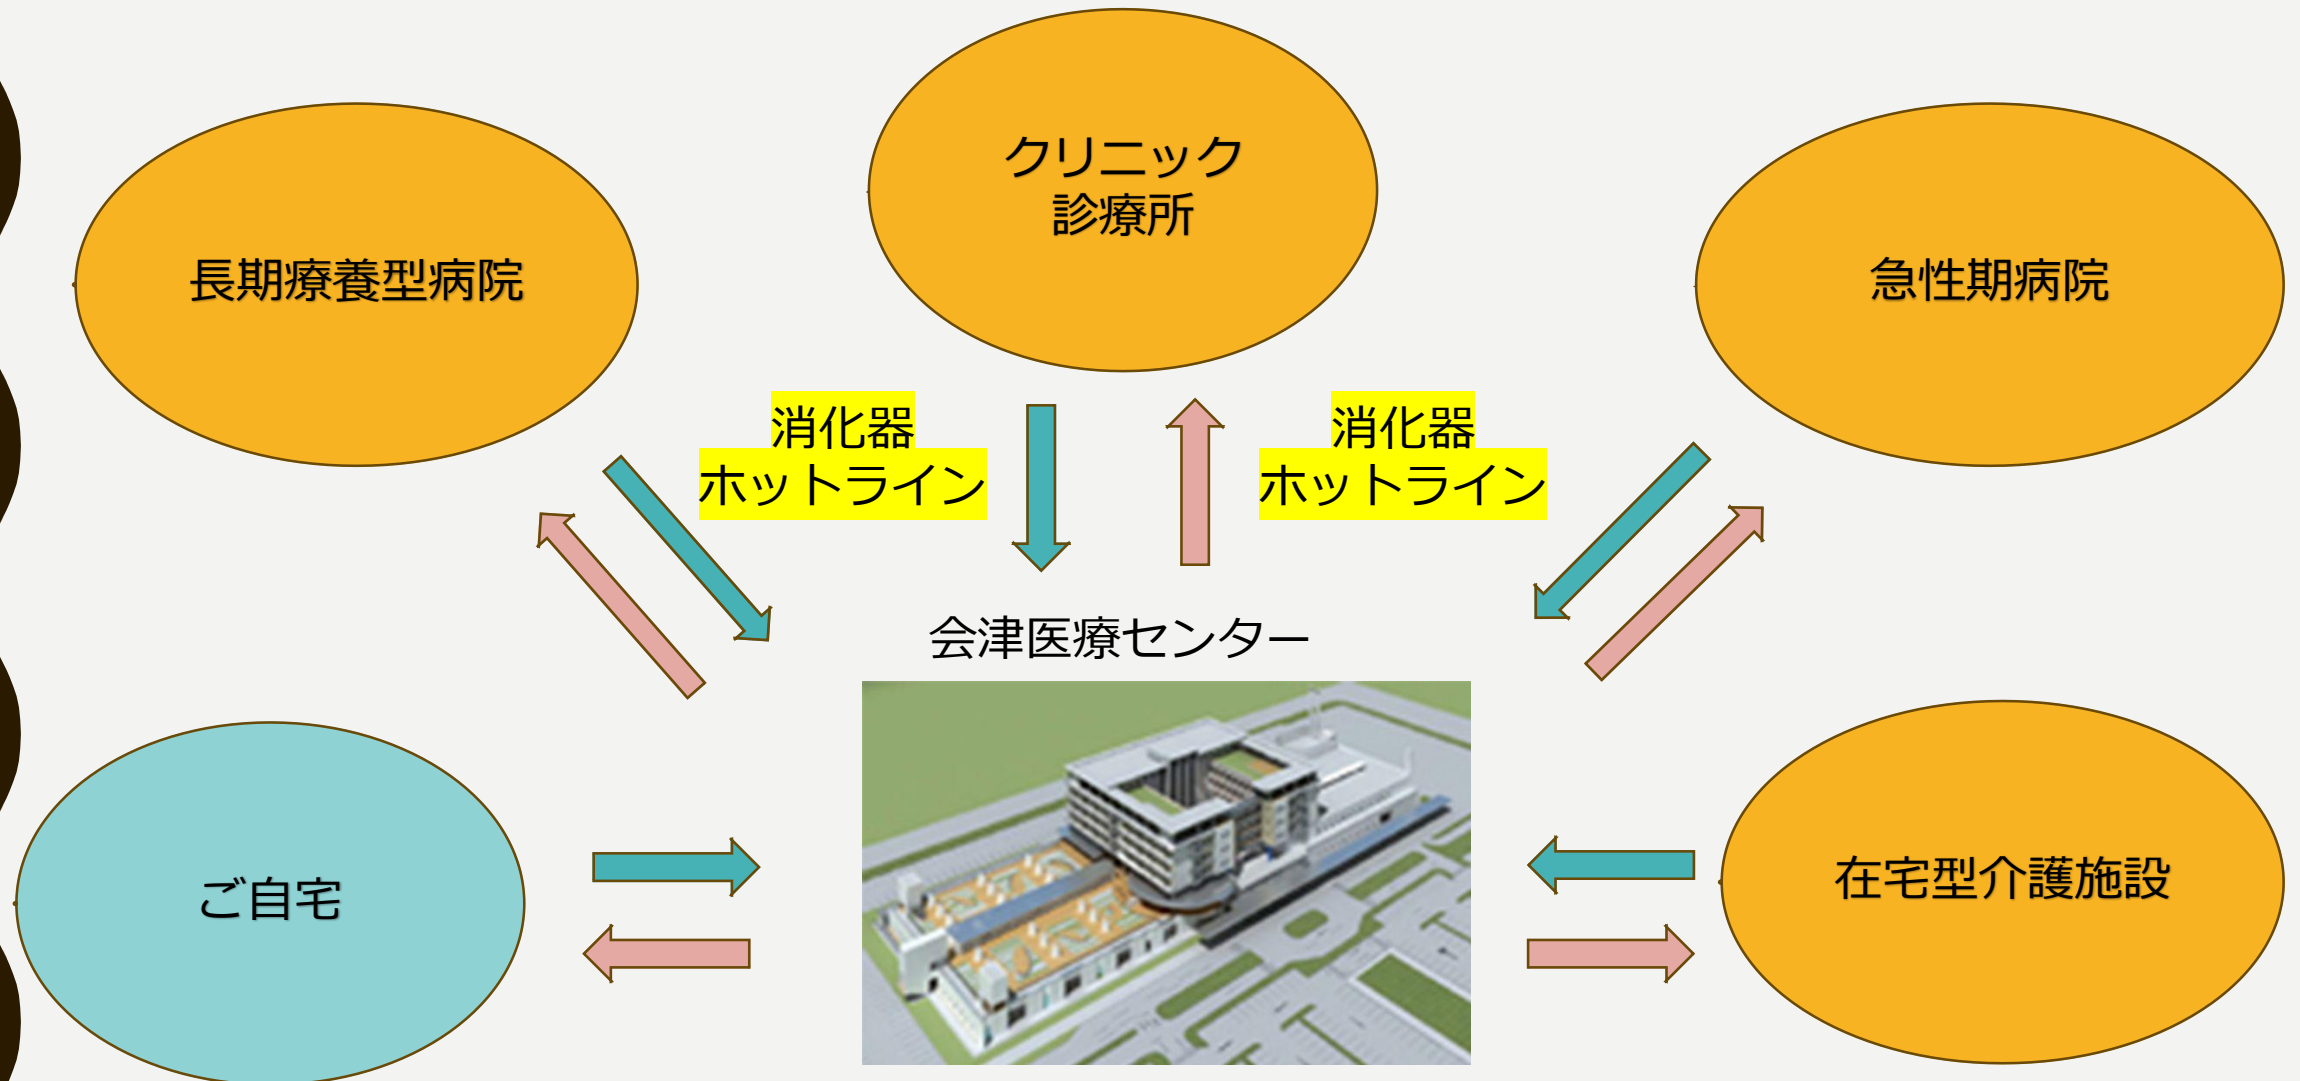 クリニック
診療所
長期療養型病院
急性期病院
消化器
ホットライン
消化器
ホットライン
会津医療センター
ご自宅
在宅型介護施設